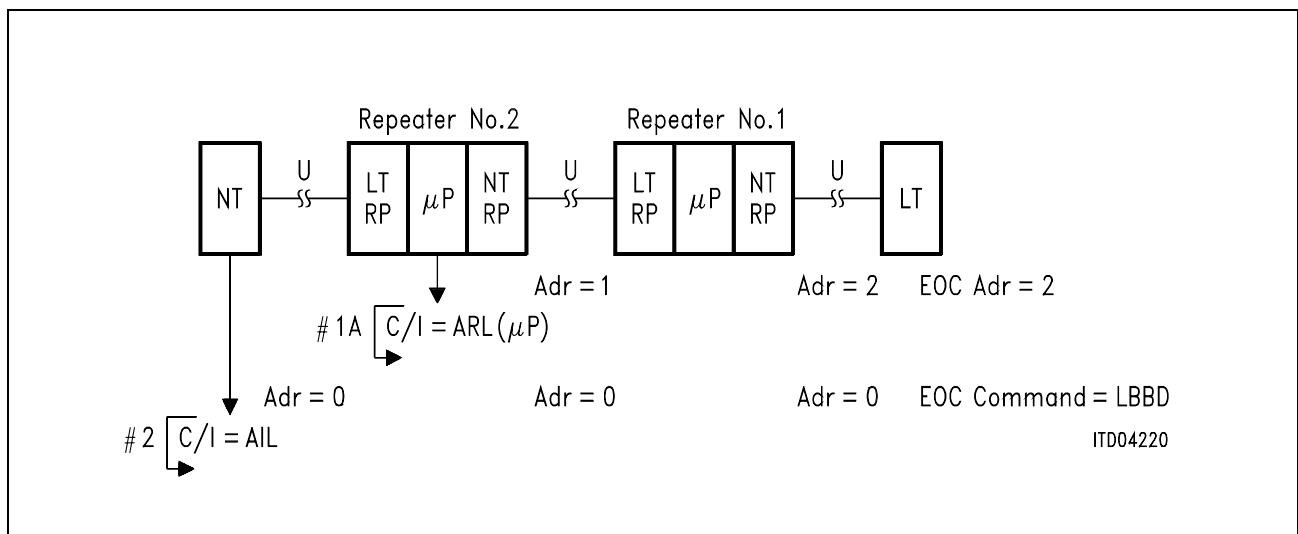 Repeater No.2 Repeater No.1
U U U
NT LT RP μP NT RP LT RP μP NT RP LT
Adr = 1 Adr = 2 EOC Adr = 2
# 1A C/I = ARL (μP)
Adr = 0 Adr = 0 Adr = 0 EOC Command = LBBD
# 2 C/I = AIL
ITD04220